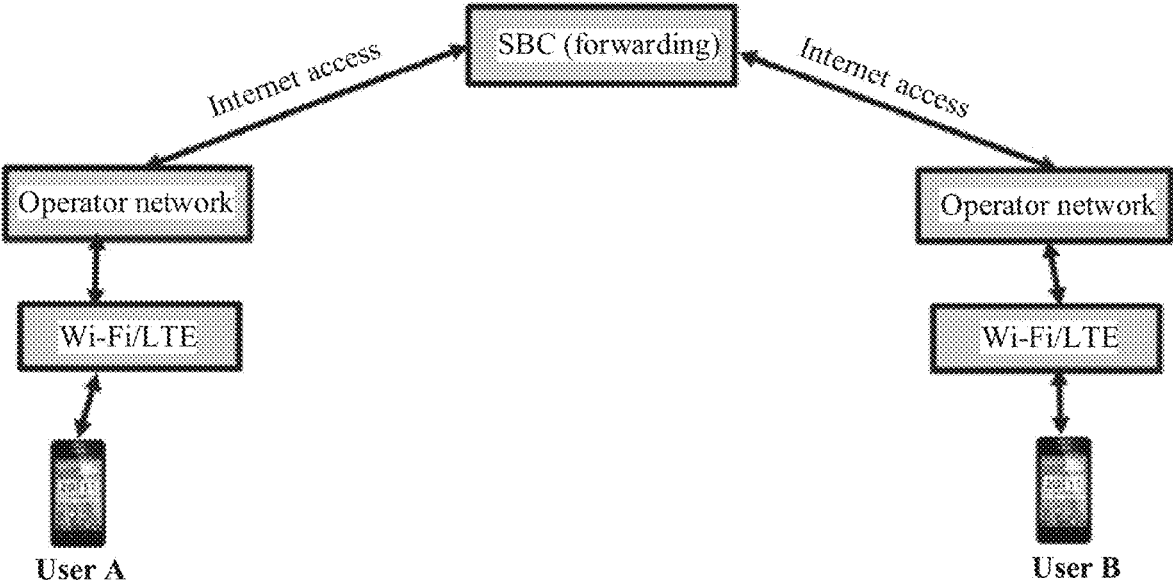 SBC (forwarding)
Internet access
Internet access
Operator network
Operator network
Wi-Fi/LTE
Wi-Fi/LTE
User A
User B